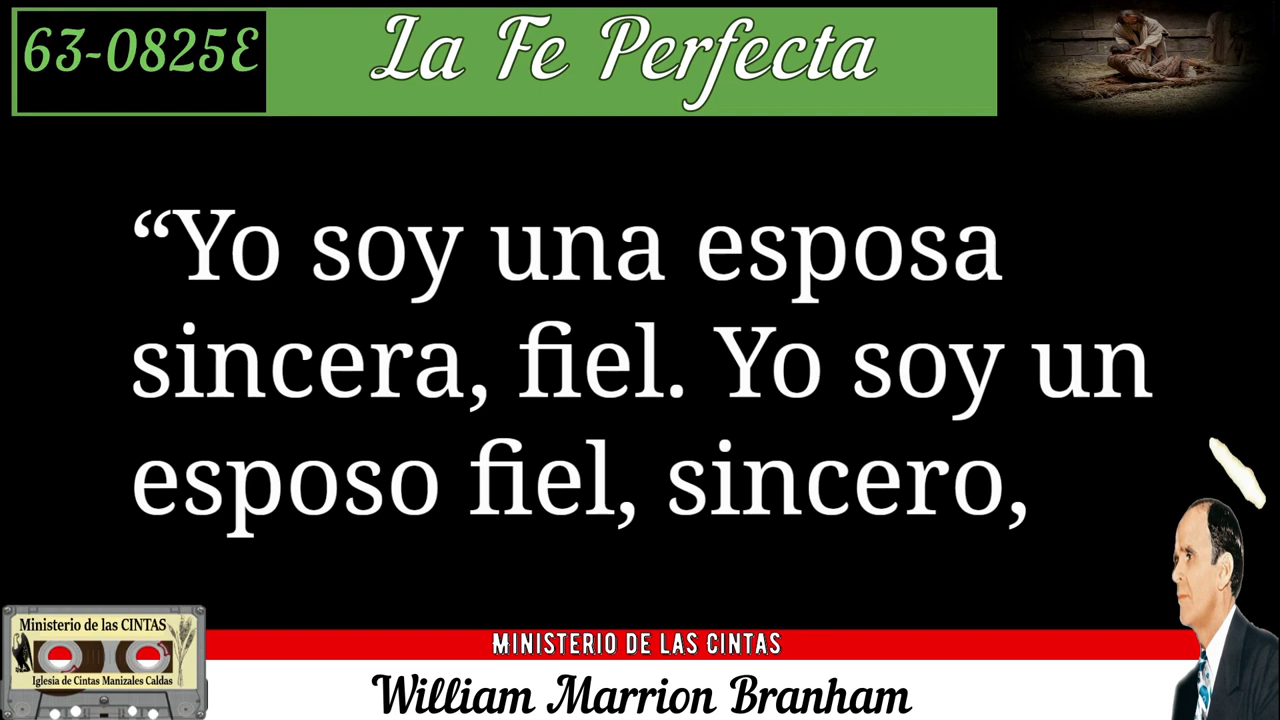 63-0825E
La Fe Perfecta
“Yo soy una esposa
sincera, fiel. Yo soy un
esposo fiel, sincero,
Ministerio de las CINTAS
Iglesia de Cintas Manizales Caldas
MINISTERIO DE LAS CINTAS
William Marrion Branham